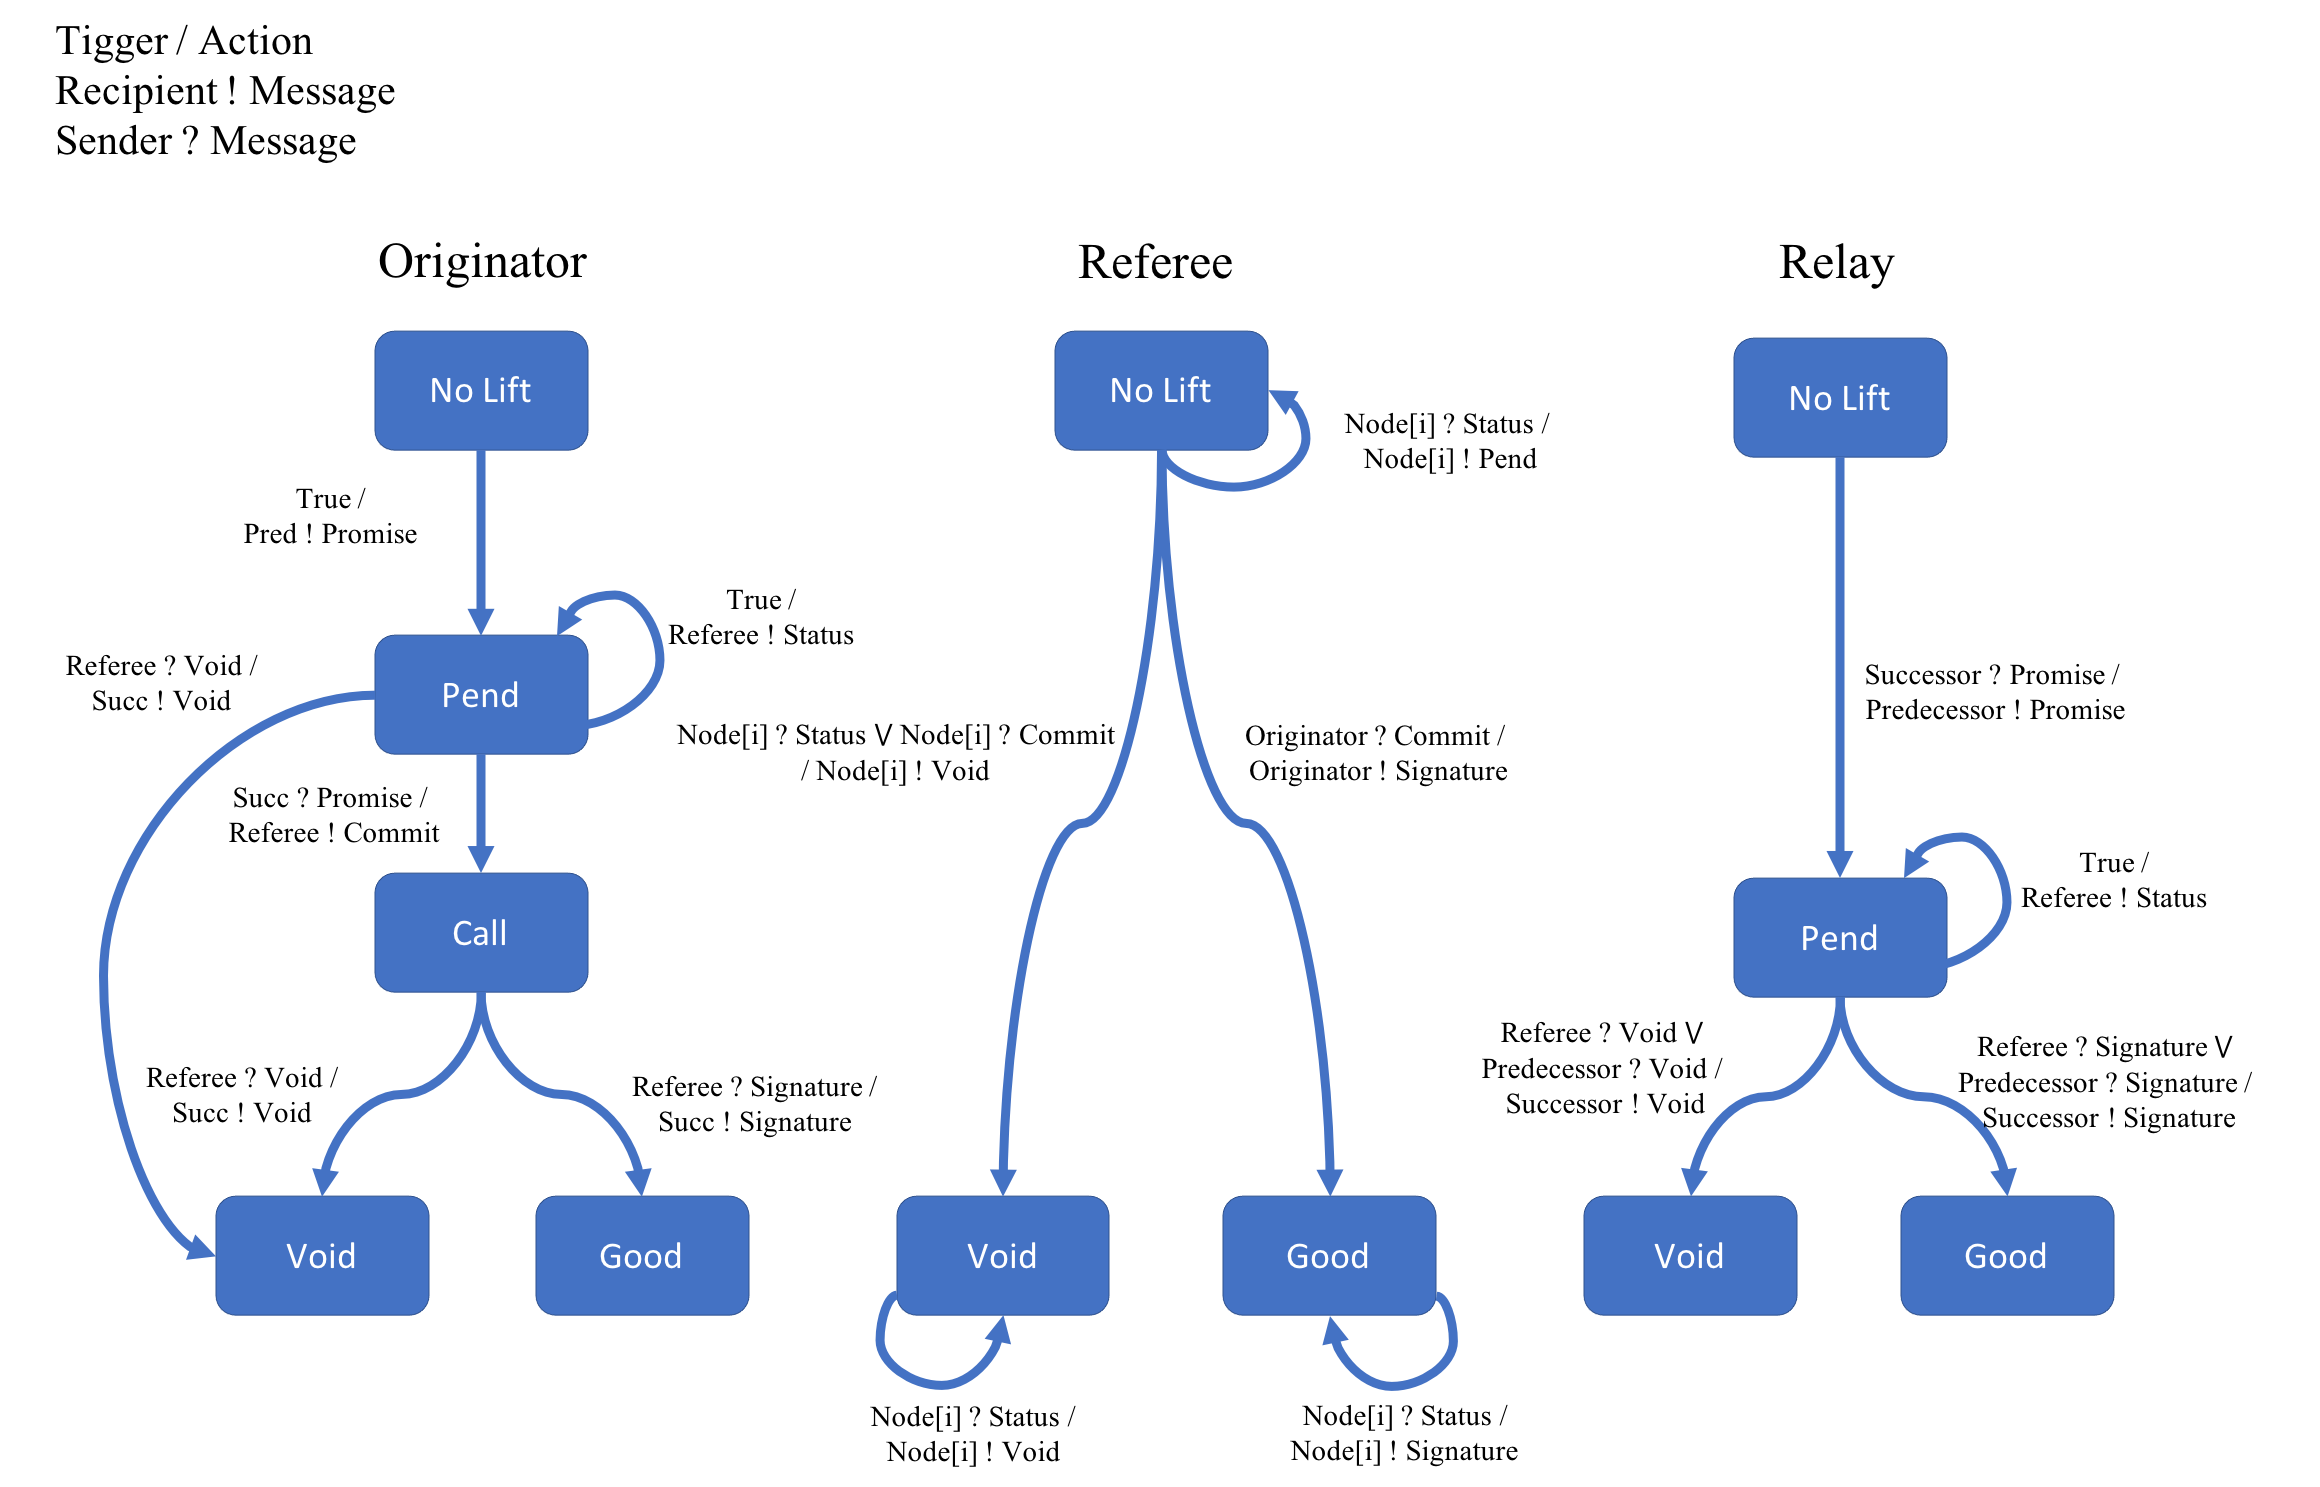 Tigger / Action
Recipient ! Message
Sender ? Message
Originator
No Lift
True /
Pred ! Promise
True /
Referee ! Status
Referee ? Void /
Succ ! Void
Pend
Succ ? Promise /
Referee ! Commit
Call
Referee ? Void /
Succ ! Void
Referee ? Signature /
Succ ! Signature
Void
Good
Referee
No Lift
Node[i] ? Status /
Node[i] ! Pend
Node[i] ? Status V Node[i] ? Commit
/ Node[i] ! Void
Originator ? Commit /
Originator ! Signature
Void
Good
Node[i] ? Status /
Node[i] ! Void
Node[i] ? Status /
Node[i] ! Signature
Relay
No Lift
Successor ? Promise /
Predecessor ! Promise
True /
Referee ! Status
Pend
Referee ? Void V
Predecessor ? Void /
Successor ! Void
Referee ? Signature V
Predecessor ? Signature /
Successor ! Signature
Void
Good